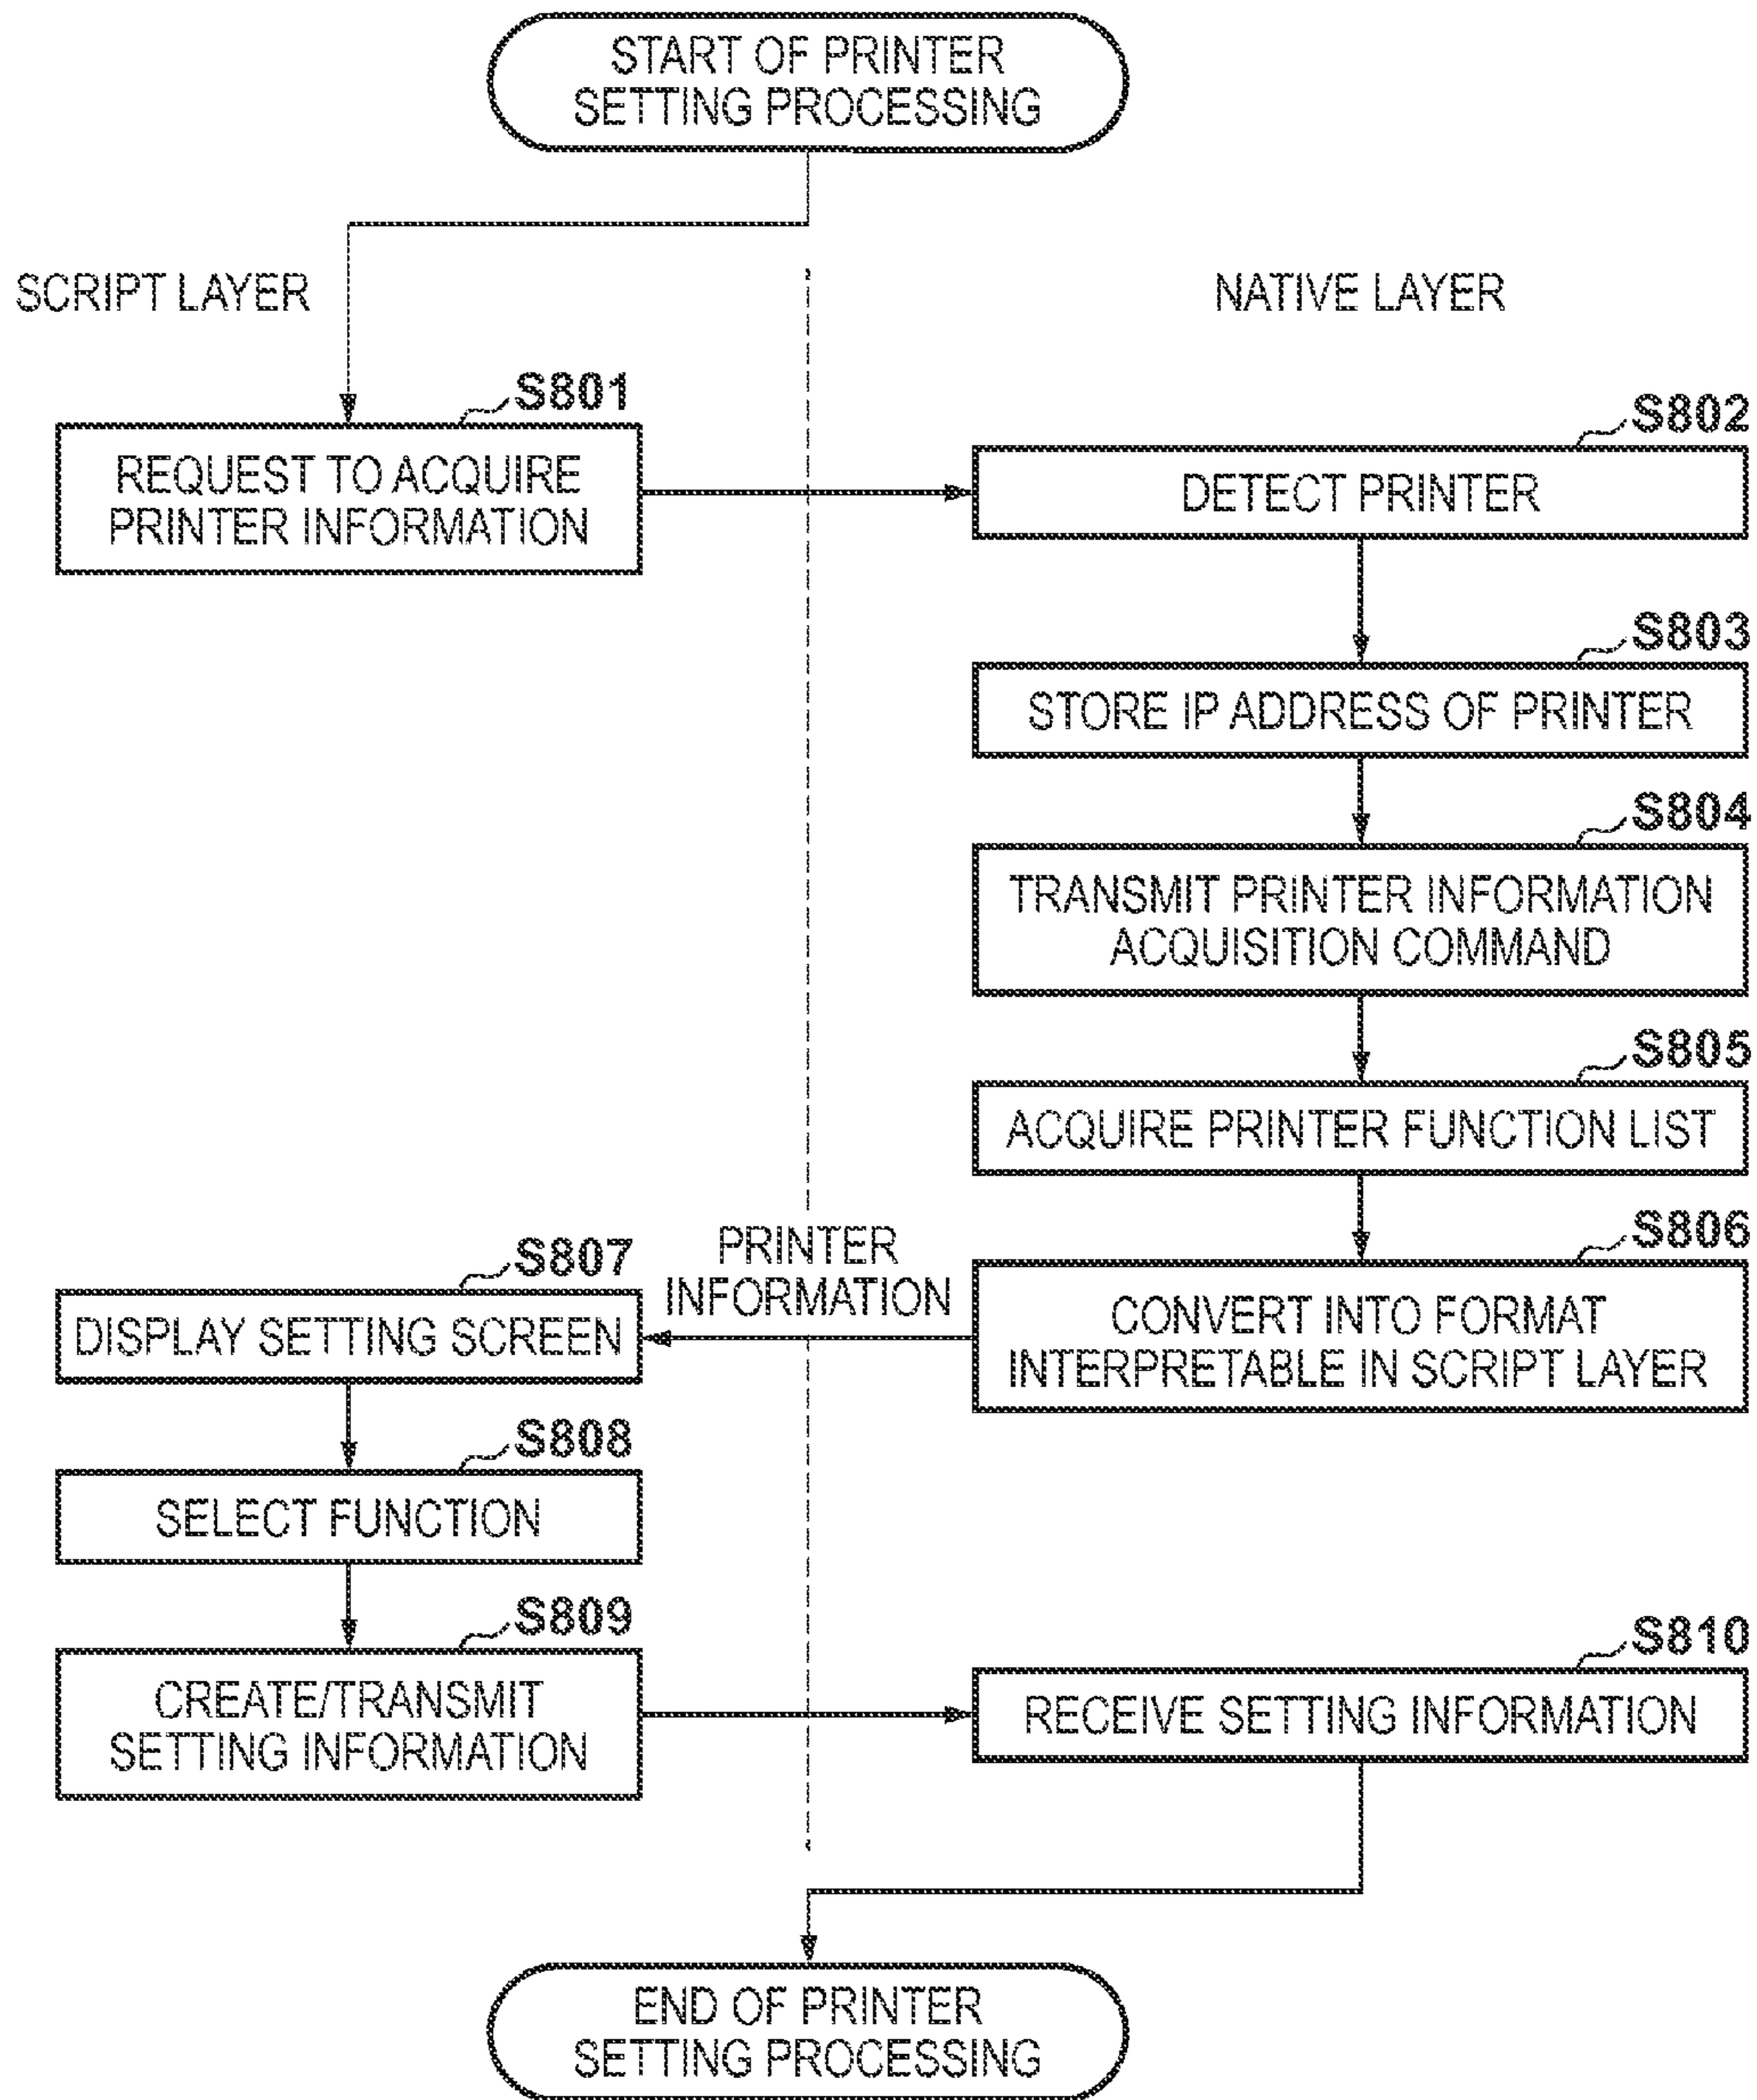 START OF PRINTER
SETTING PROCESSING
SCRIPT LAYER
NATIVE LAYER
S801
REQUEST TO ACQUIRE
PRINTER INFORMATION
S802
DETECT PRINTER
S803
STORE IP ADDRESS OF PRINTER
S804
TRANSMIT PRINTER INFORMATION
ACQUISITION COMMAND
S805
ACQUIRE PRINTER FUNCTION LIST
S806
CONVERT INTO FORMAT
INTERPRETABLE IN SCRIPT LAYER
PRINTER
INFORMATION
S807
DISPLAY SETTING SCREEN
S808
SELECT FUNCTION
S809
CREATE/TRANSMIT
SETTING INFORMATION
S810
RECEIVE SETTING INFORMATION
END OF PRINTER
SETTING PROCESSING